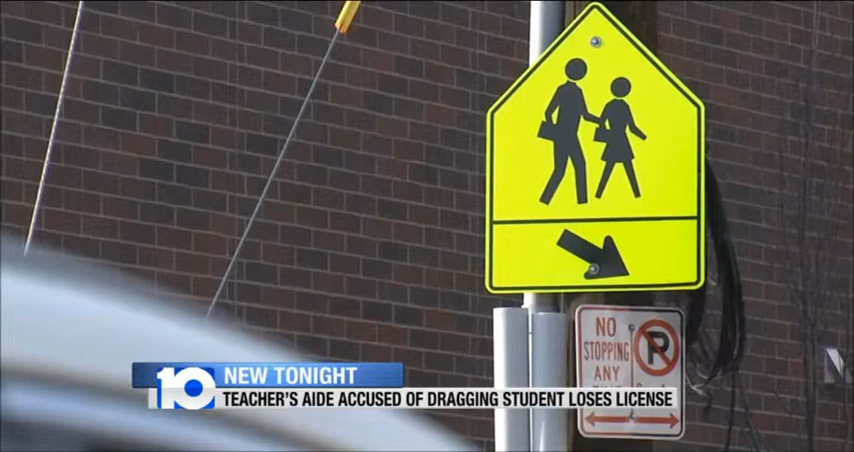 NO
STOPPING
ANY
P
10 NEW TONIGHT
TEACHER'S AIDE ACCUSED OF DRAGGING STUDENT LOSES LICENSE